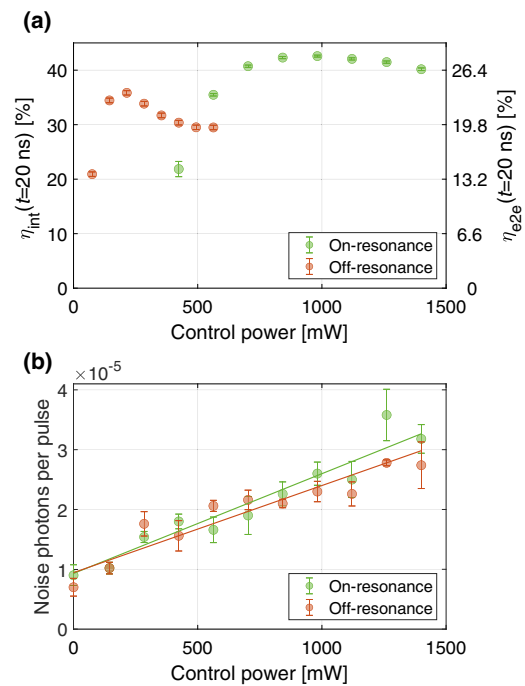 (a)
η_int(t=20 ns) [%]
40
30
20
10
0
26.4
19.8
13.2
6.6
0
η_e2e(t=20 ns) [%]
On-resonance
Off-resonance
0
500
1000
1500
Control power [mW]
(b)
×10⁻⁵
Noise photons per pulse
4
3
2
1
0
On-resonance
Off-resonance
0
500
1000
1500
Control power [mW]